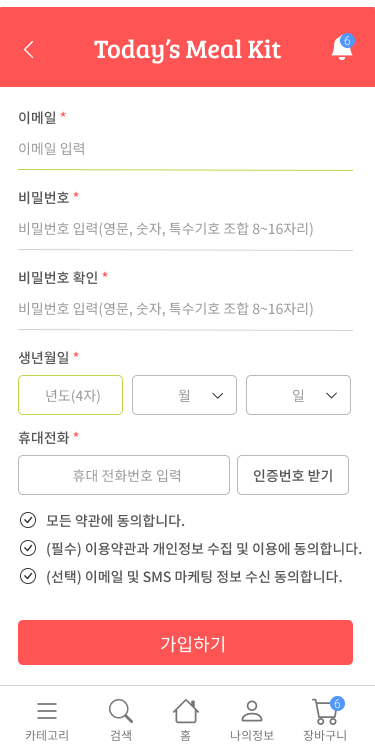 Today's Meal Kit
6
이메일 *
이메일 입력
비밀번호 *
비밀번호 입력(영문, 숫자, 특수기호 조합 8~16자리)
비밀번호 확인 *
비밀번호 입력(영문, 숫자, 특수기호 조합 8~16자리)
생년월일 *
년도(4자) 월 일
휴대전화 *
휴대 전화번호 입력 인증번호 받기
모든 약관에 동의합니다.
(필수) 이용약관과 개인정보 수집 및 이용에 동의합니다.
(선택) 이메일 및 SMS 마케팅 정보 수신 동의합니다.
가입하기
6
카테고리 검색 홈 나의정보 장바구니